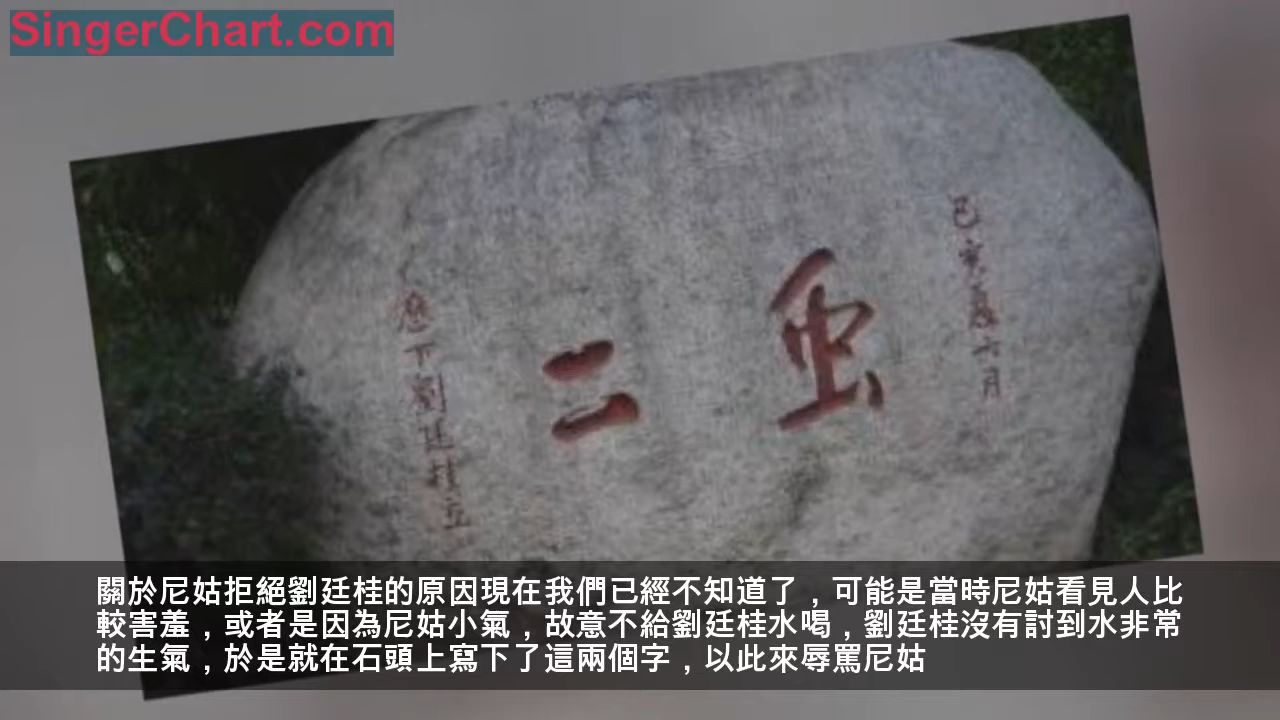 SingerChart.com
己亥夏六月
虫二
歷下劉廷桂立
關於尼姑拒絕劉廷桂的原因現在我們已經不知道了，可能是當時尼姑看見人比
較害羞，或者是因為尼姑小氣，故意不給劉廷桂水喝，劉廷桂沒有討到水非常
的生氣，於是就在石頭上寫下了這兩個字，以此來辱罵尼姑